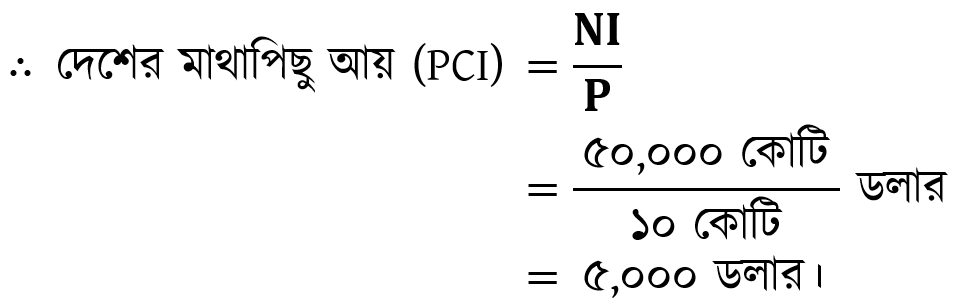 ∴ দেশের মাথাপিছু আয় (PCI) = NI/P
= ৫০,০০০ কোটি/১০ কোটি ডলার
= ৫,০০০ ডলার।